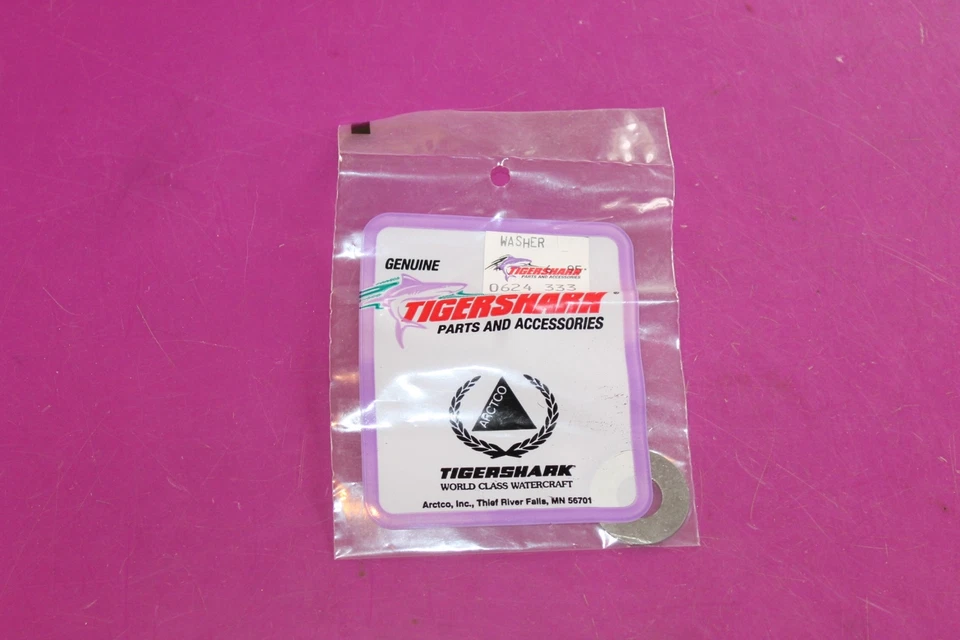 WASHER
TIGERSHARK
PARTS AND ACCESSORIES
0624 333
GENUINE
TIGERSHARK
PARTS AND ACCESSORIES
ARCTCO
TIGERSHARK
WORLD CLASS WATERCRAFT
Arctco, Inc., Thief River Falls, MN 56701